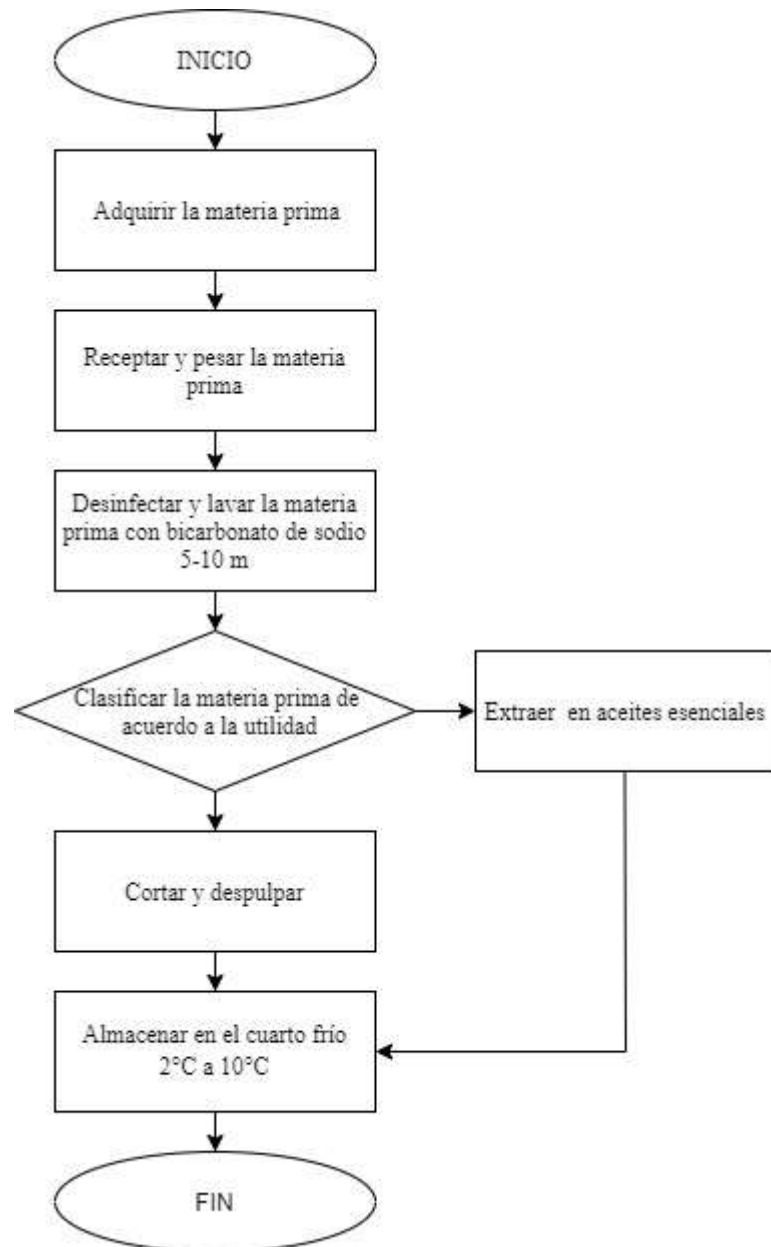 INICIO
Adquirir la materia prima
Receptar y pesar la materia
prima
Desinfectar y lavar la materia
prima con bicarbonato de sodio
5-10 m
Clasificar la materia prima de
acuerdo a la utilidad
Extraer en aceites esenciales
Cortar y despulpar
Almacenar en el cuarto frío
2°C a 10°C
FIN